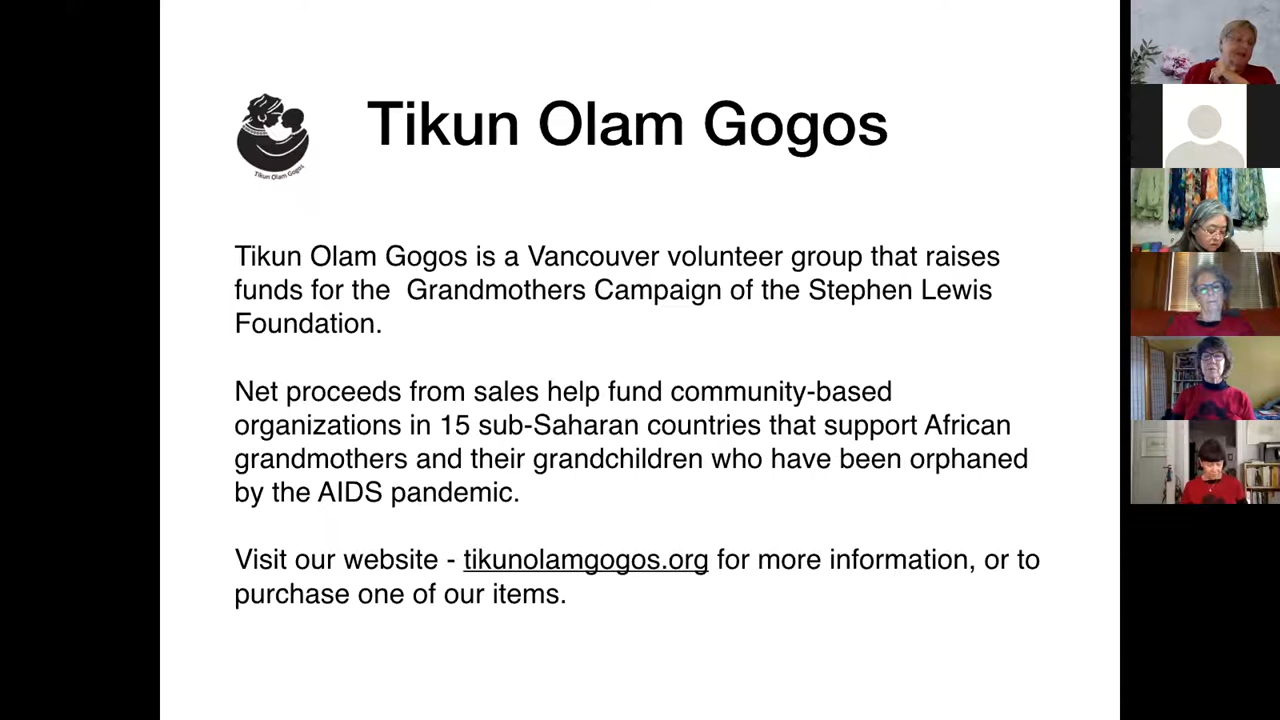 Tikun Olam Gogos
Tikun Olam Gogos
Tikun Olam Gogos is a Vancouver volunteer group that raises
funds for the  Grandmothers Campaign of the Stephen Lewis
Foundation.
Net proceeds from sales help fund community-based
organizations in 15 sub-Saharan countries that support African
grandmothers and their grandchildren who have been orphaned
by the AIDS pandemic.
Visit our website - tikunolamgogos.org for more information, or to
purchase one of our items.